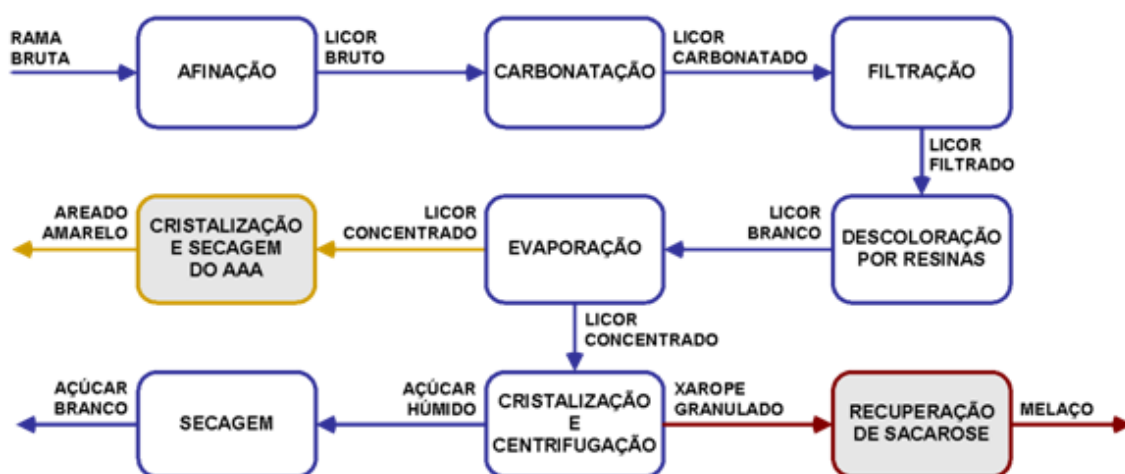 RAMA
BRUTA
AFINAÇÃO
LICOR
BRUTO
CARBONATAÇÃO
LICOR
CARBONATADO
FILTRAÇÃO
LICOR
FILTRADO
AREADO
AMARELO
CRISTALIZAÇÃO
E SECAGEM
DO AAA
LICOR
CONCENTRADO
EVAPORAÇÃO
LICOR
BRANCO
DESCOLORAÇÃO
POR RESINAS
LICOR
CONCENTRADO
AÇÚCAR
BRANCO
SECAGEM
AÇÚCAR
HÚMIDO
CRISTALIZAÇÃO
E
CENTRIFUGAÇÃO
XAROPE
GRANULADO
RECUPERAÇÃO
DE SACAROSE
MELAÇO